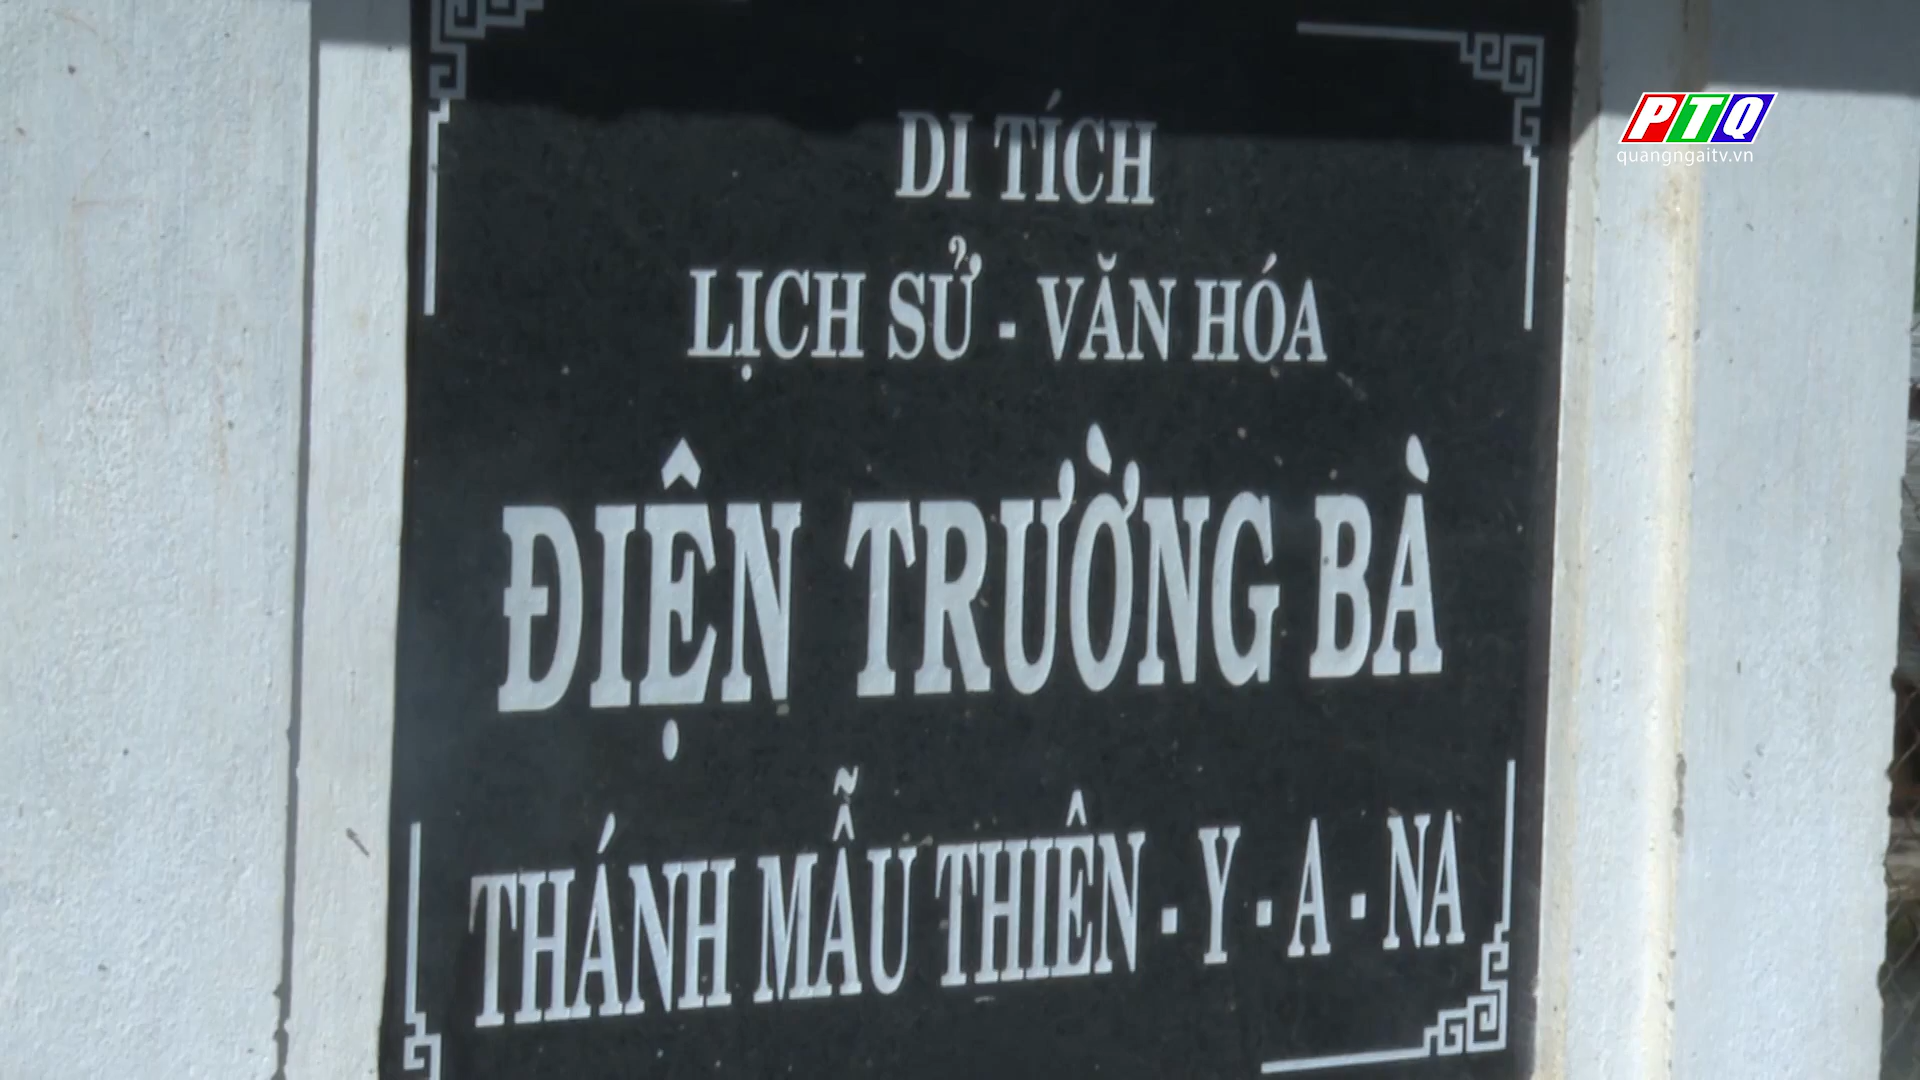 PTQ
quangngaitv.vn
DI TÍCH
LỊCH SỬ - VĂN HÓA
ĐIỆN TRƯỜNG BÀ
THÁNH MẪU THIÊN - Y - A - NA